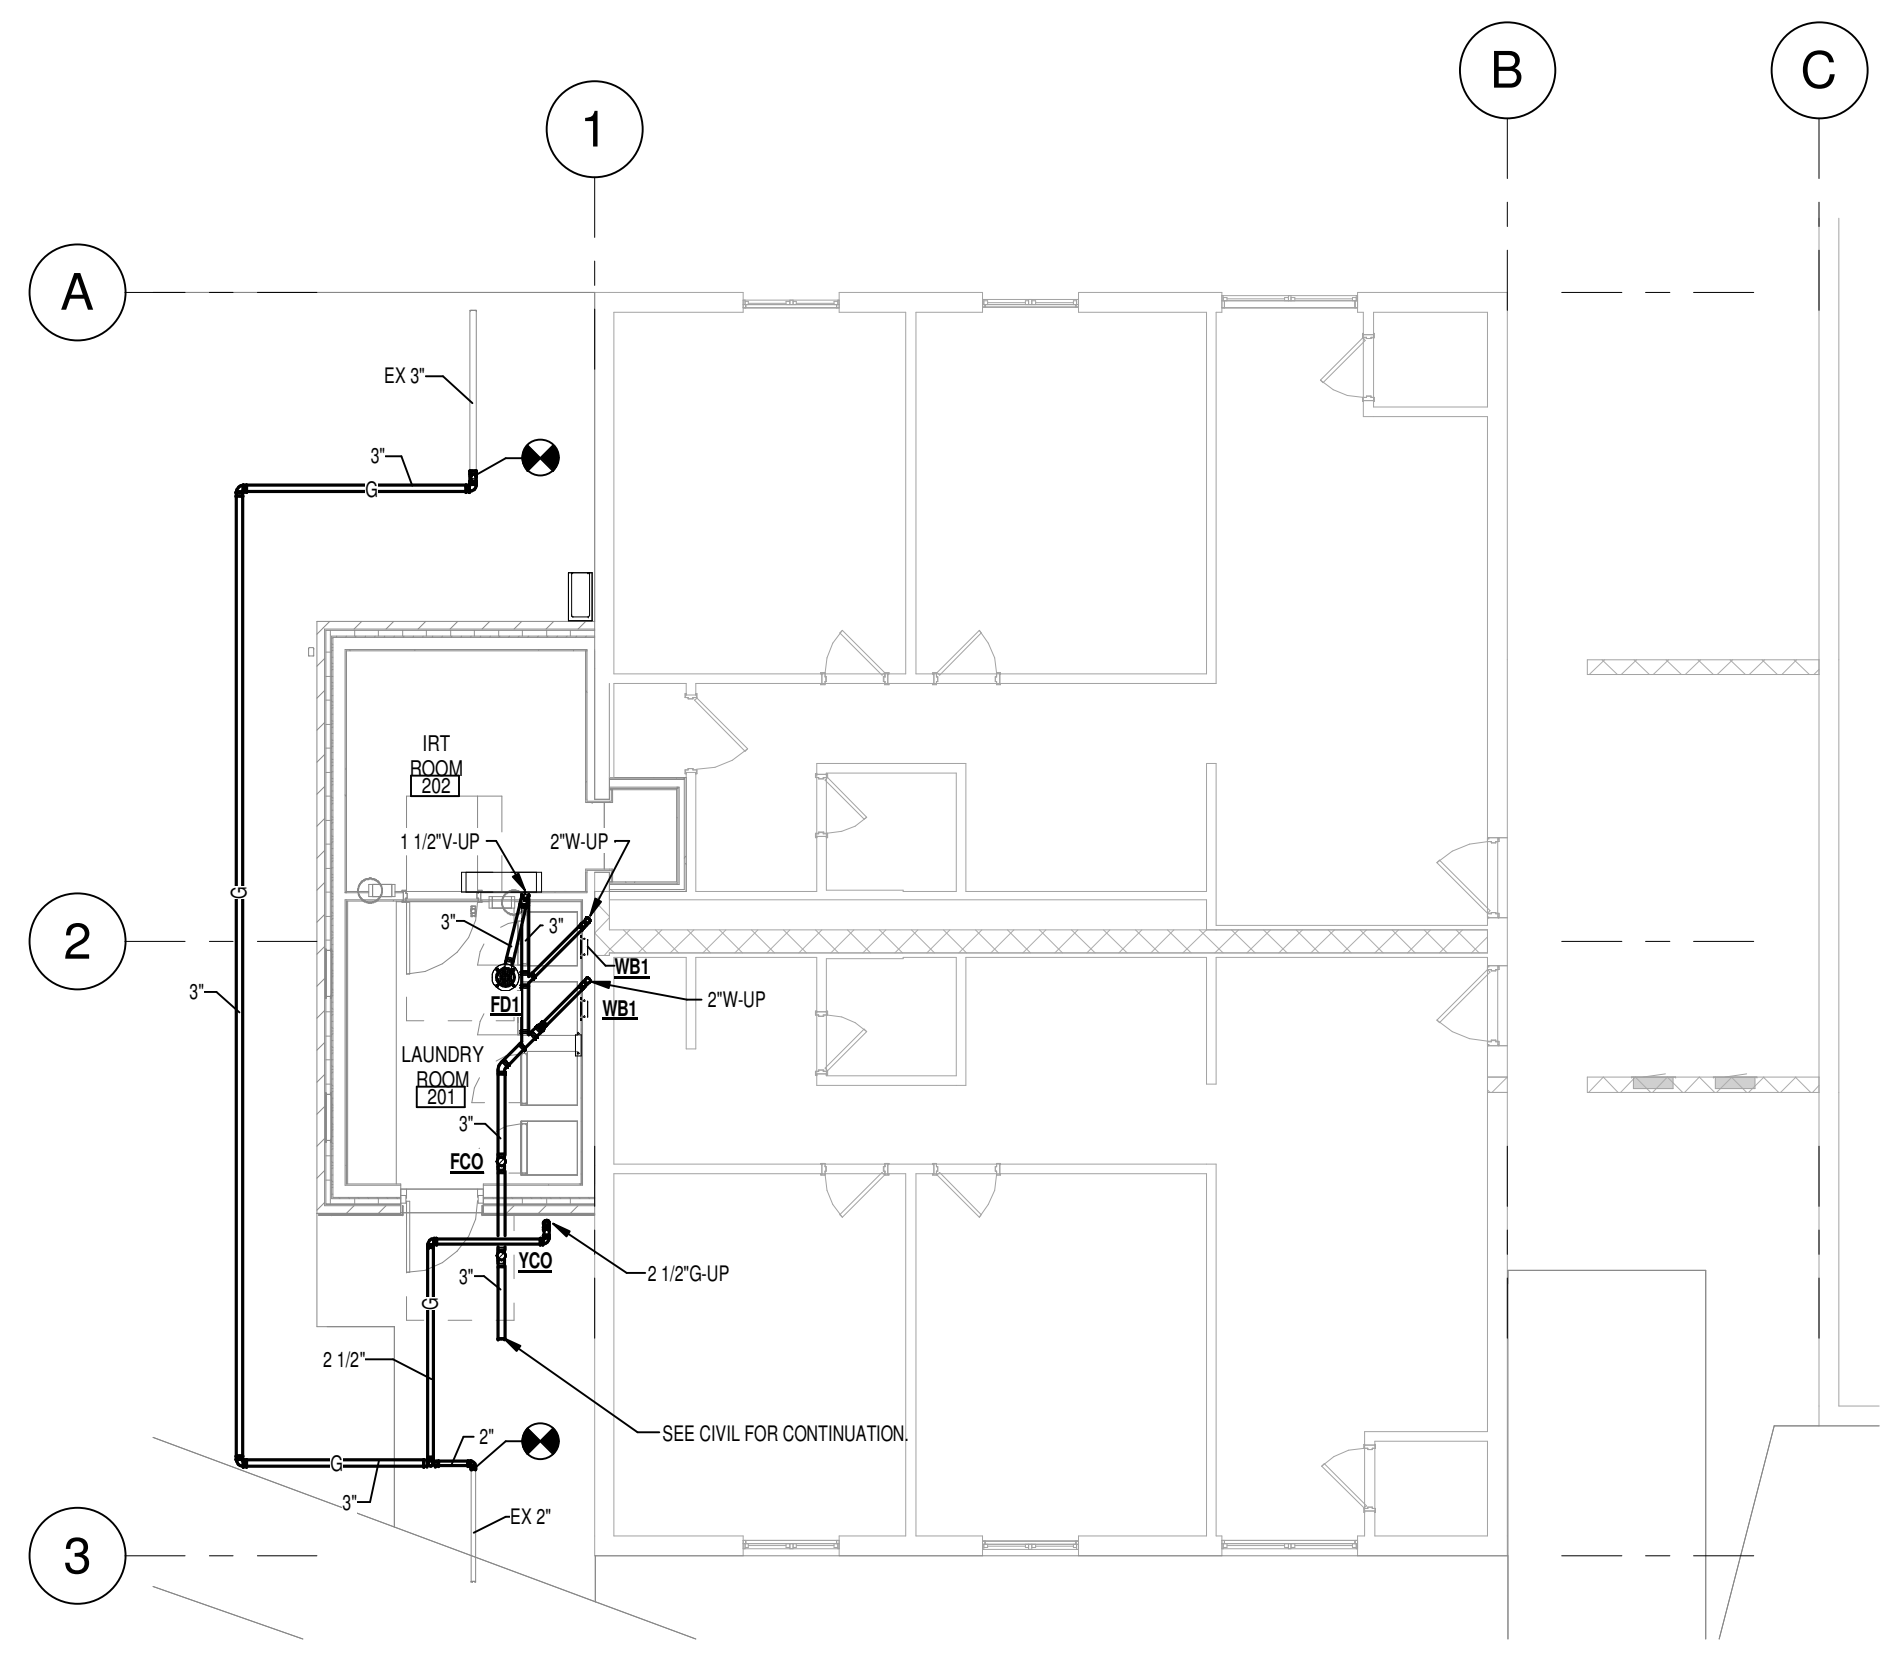 B
C
1
A
EX 3"
3"
G
IRT
ROOM
202
1 1/2"V-UP
2"W-UP
G
3"
3"
2
WB1
3"
FD1
WB1
2"W-UP
LAUNDRY
ROOM
201
3"
FCO
YCO
3"
2 1/2"G-UP
G
2 1/2"
SEE CIVIL FOR CONTINUATION.
2"
G
3"
EX 2"
3